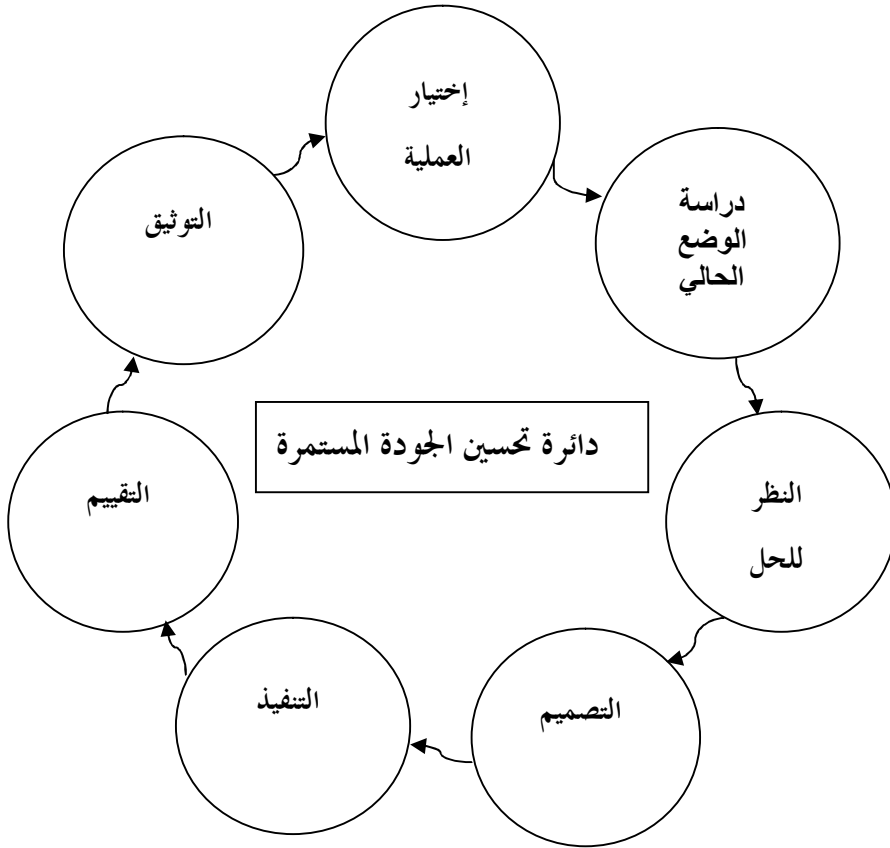 إختيار
العملية
دراسة
الوضع
الحالي
النظر
للحل
التصميم
التنفيذ
التقييم
التوثيق
دائرة تحسين الجودة المستمرة